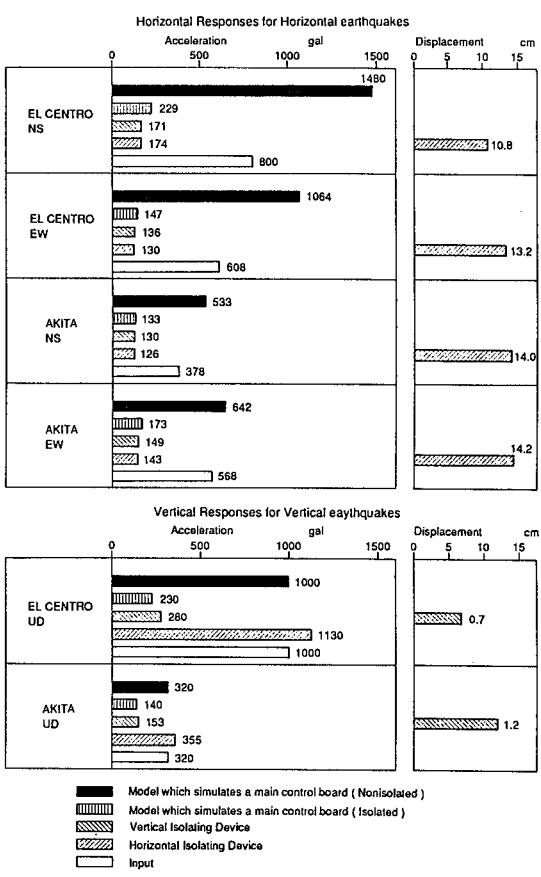 Horizontal Responses for Horizontal earthquakes
Acceleration gal Displacement cm
0 500 1000 1500 0 5 10 15
1480
EL CENTRO
NS
229
171
174
10.8
800
EL CENTRO
EW
1064
147
136
130
13.2
608
AKITA
NS
533
133
130
126
14.0
378
AKITA
EW
642
173
149
143
14.2
568
Vertical Responses for Vertical eaythquakes
Acceleration gal Displacement cm
0 500 1000 1500 0 5 10 15
EL CENTRO
UD
1000
230
280
0.7
1130
1000
AKITA
UD
320
140
153
1.2
355
320
Model which simulates a main control board ( Nonisolated )
Model which simulates a main control board ( Isolated )
Vertical Isolating Device
Horizontal Isolating Device
Input